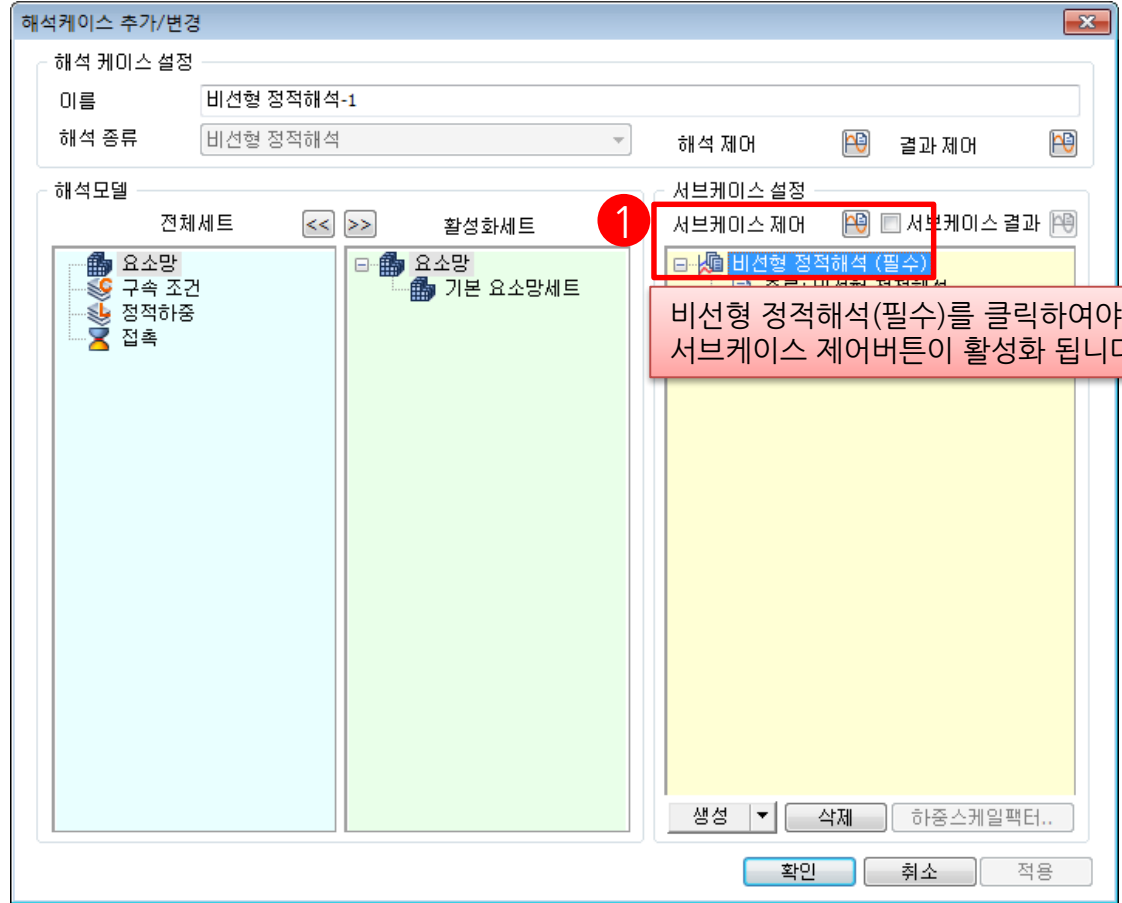 해석케이스 추가/변경
해석 케이스 설정
이름 비선형 정적해석-1
해석 종류 비선형 정적해석 해석 제어 결과 제어
해석모델 서브케이스 설정
전체세트 << >> 활성화세트 1 서브케이스 제어 서브케이스 결과
요소망 요소망 비선형 정적해석 (필수)
구속 조건 기본 요소망세트
정적하중
접촉
비선형 정적해석(필수)를 클릭하여야
서브케이스 제어버튼이 활성화 됩니다
생성 삭제 하중스케일팩터..
확인 취소 적용